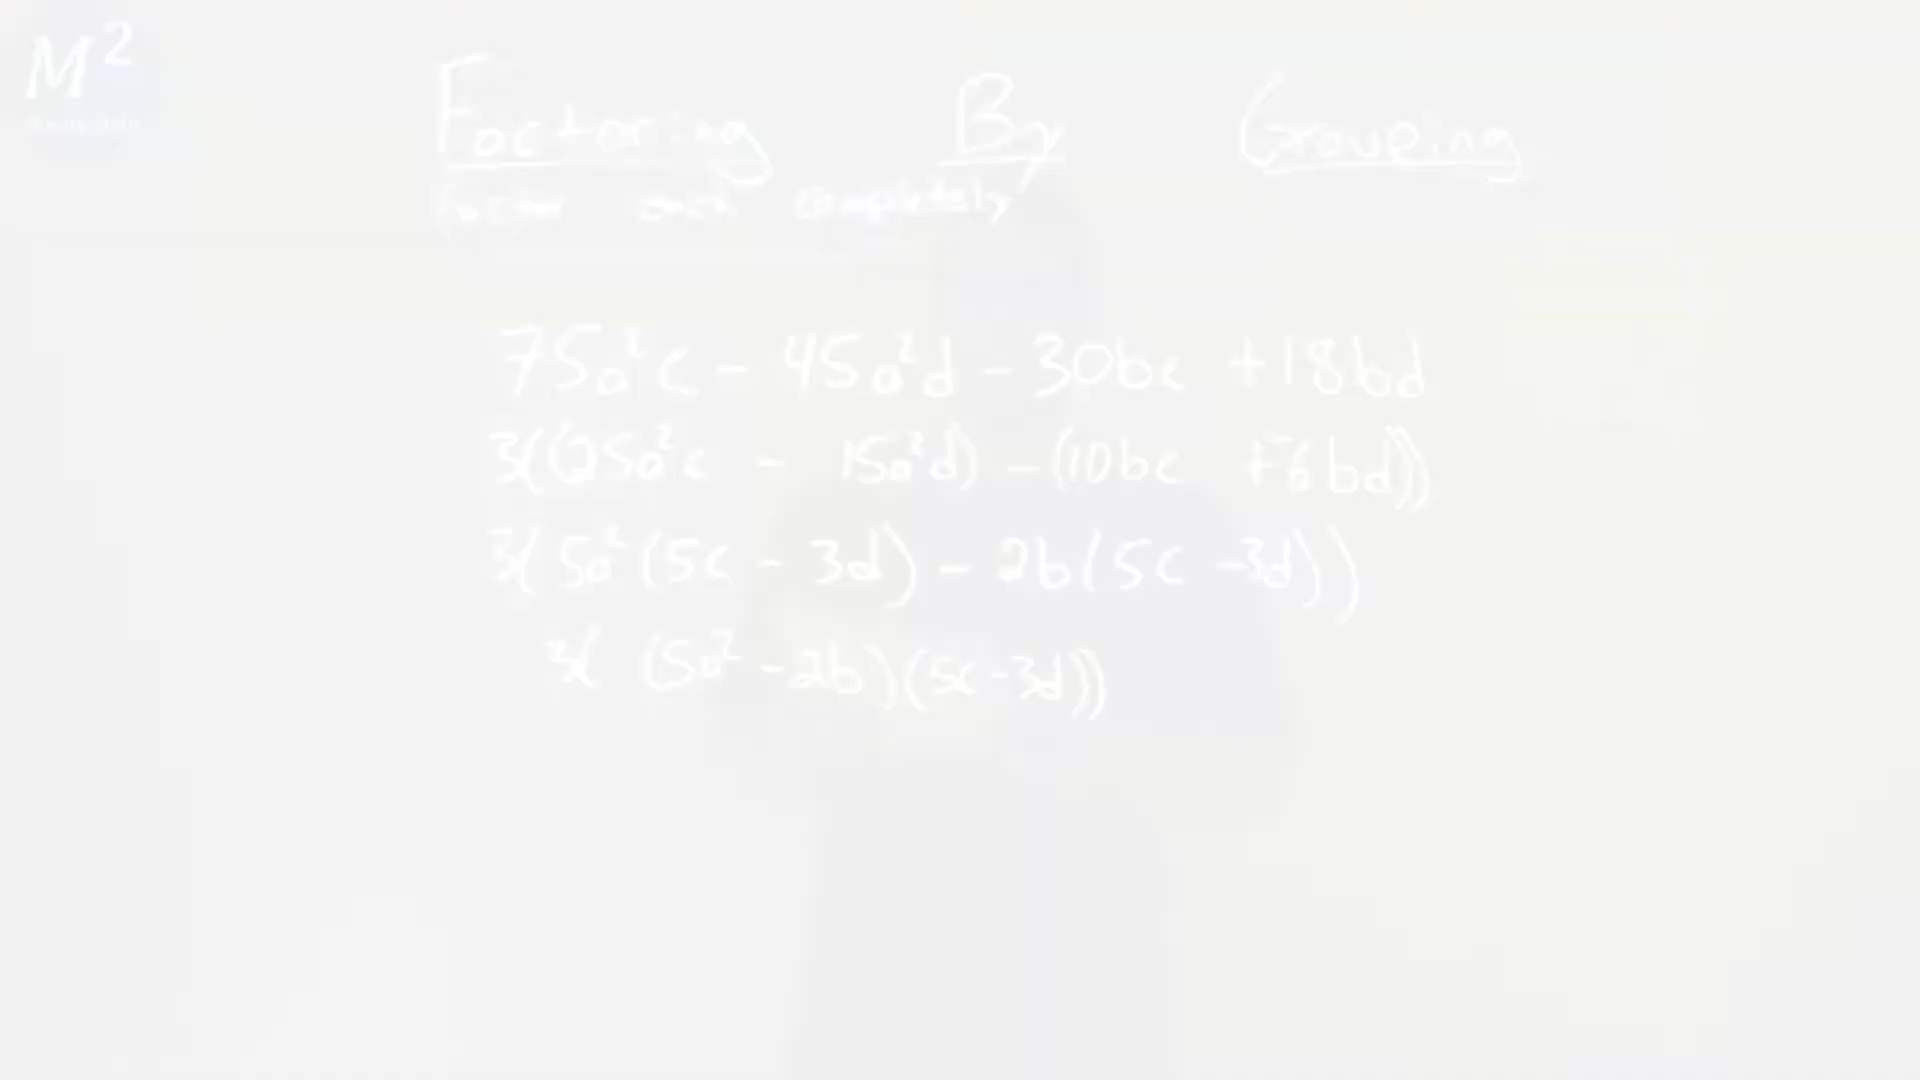 M²
Factoring By Grouping
Factor each completely
75a²c - 45a²d - 30bc + 18bd
3((25a²c - 15a²d) - (10bc + 6bd))
3(5a²(5c - 3d) - 2b(5c - 3d))
3( (5a² - 2b)(5c - 3d))